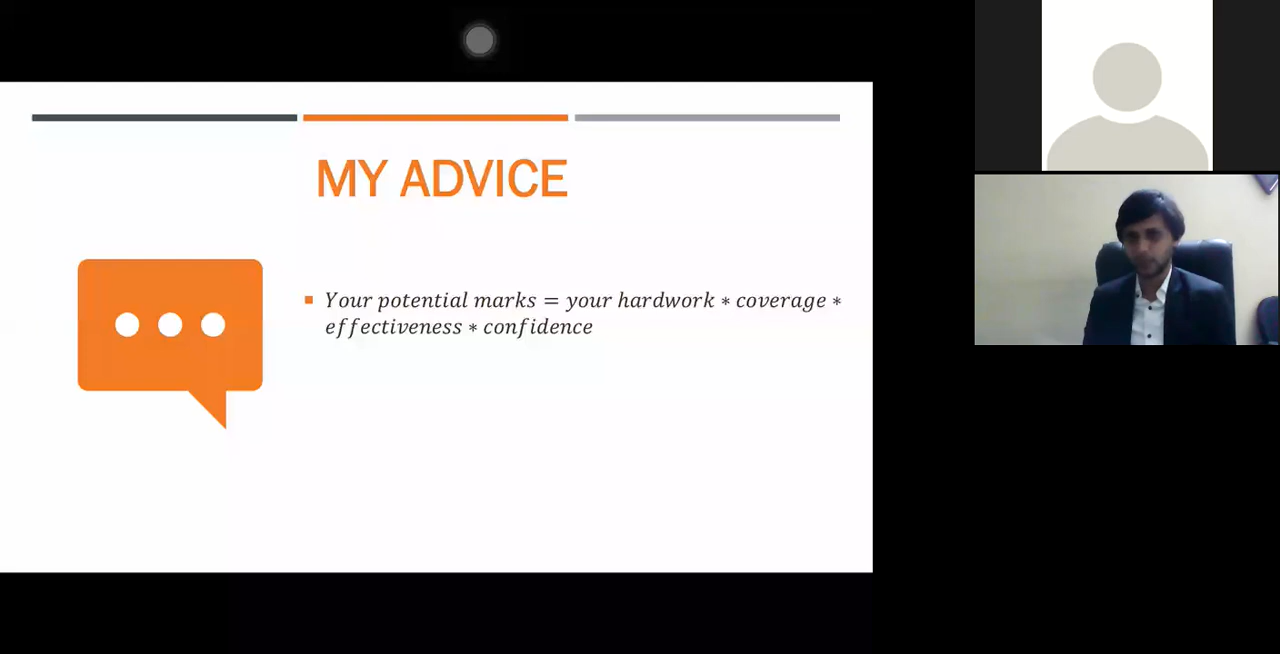 MY ADVICE
Your potential marks = your hardwork ∗ coverage ∗
effectiveness ∗ confidence